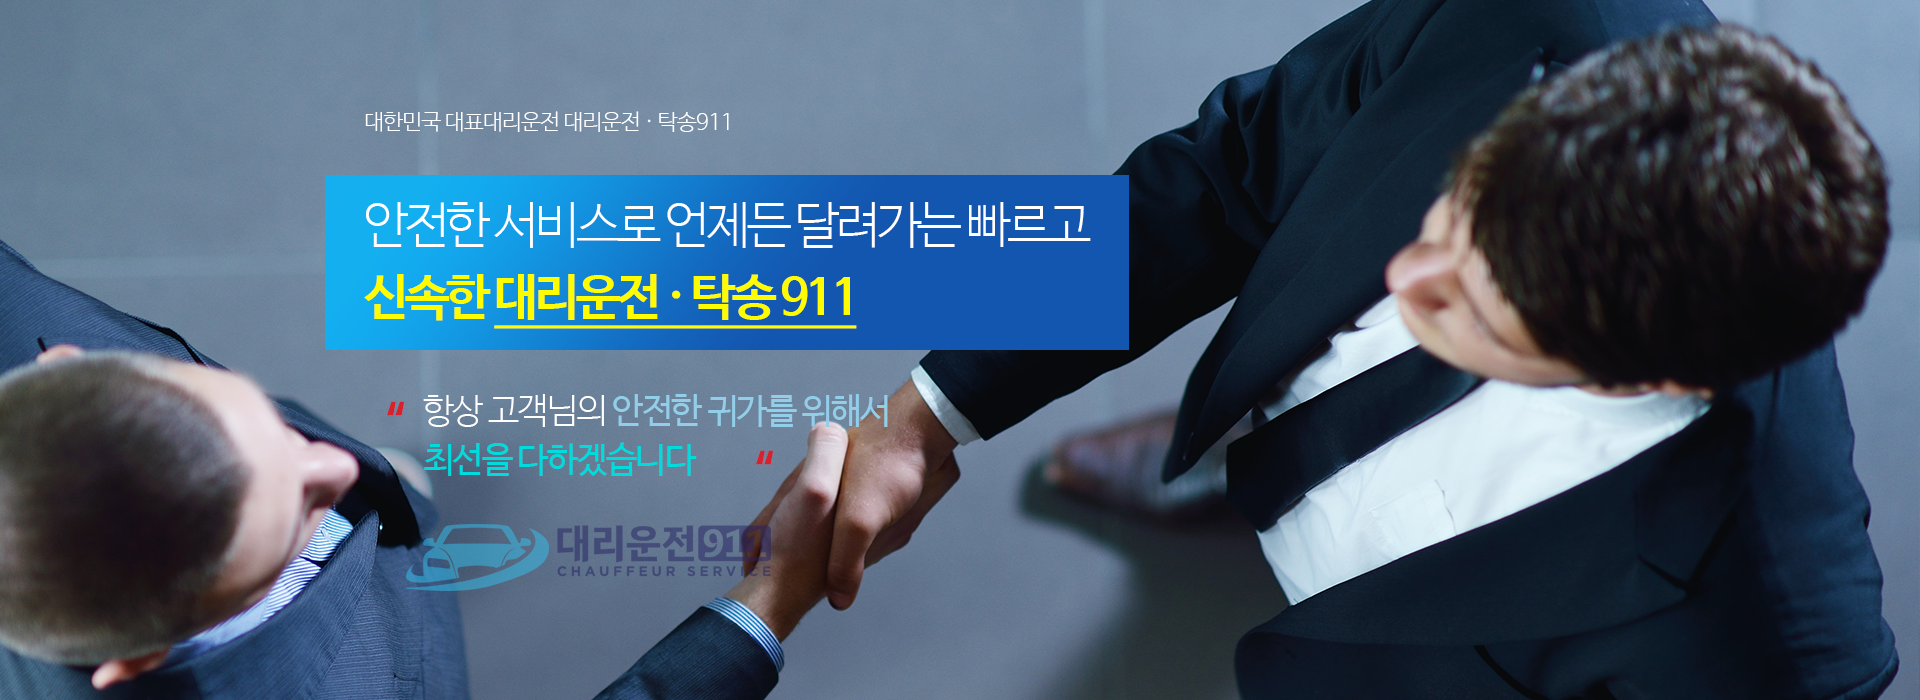 대한민국 대표대리운전 대리운전 · 탁송911
안전한 서비스로 언제든 달려가는 빠르고
신속한 대리운전 · 탁송 911
“ 항상 고객님의 안전한 귀가를 위해서
최선을 다하겠습니다 “
대리운전911
CHAUFFEUR SERVICE